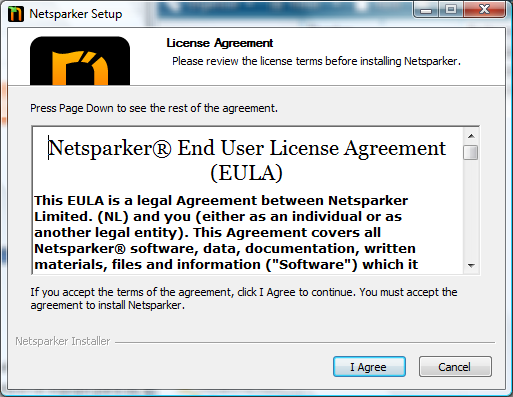 Netsparker Setup
License Agreement
Please review the license terms before installing Netsparker.
Press Page Down to see the rest of the agreement.
Netsparker® End User License Agreement
(EULA)
This EULA is a legal Agreement between Netsparker
Limited. (NL) and you (either as an individual or as
another legal entity). This Agreement covers all
Netsparker® software, data, documentation, written
materials, files and information ("Software") which it
If you accept the terms of the agreement, click I Agree to continue. You must accept the
agreement to install Netsparker.
Netsparker Installer
I Agree
Cancel